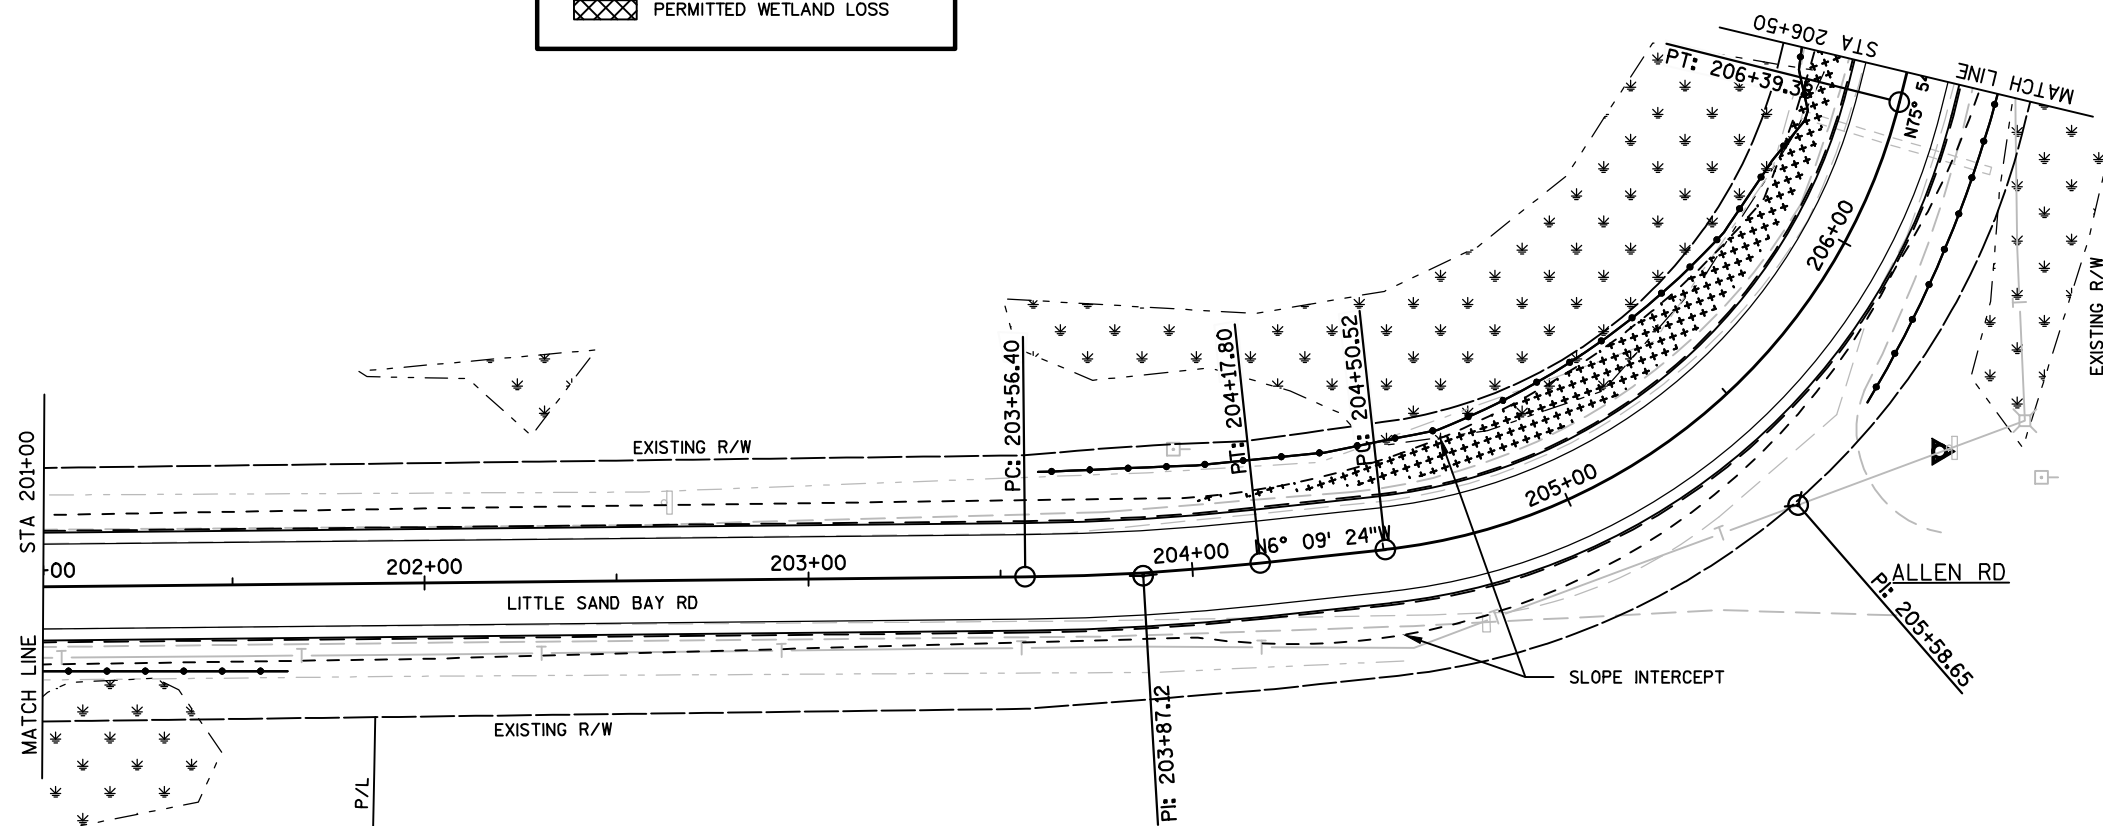 PERMITTED WETLAND LOSS
STA 206+50
MATCH LINE
PT: 206+39.38
N75° 5
206+00
EXISTING R/W
PC: 203+56.40
PT: 204+17.80
PC: 204+50.52
STA 201+00
EXISTING R/W
205+00
+00
202+00
203+00
204+00
N6° 09' 24"W
LITTLE SAND BAY RD
ALLEN RD
PI: 205+58.65
SLOPE INTERCEPT
MATCH LINE
EXISTING R/W
PI: 203+87.12
P/L